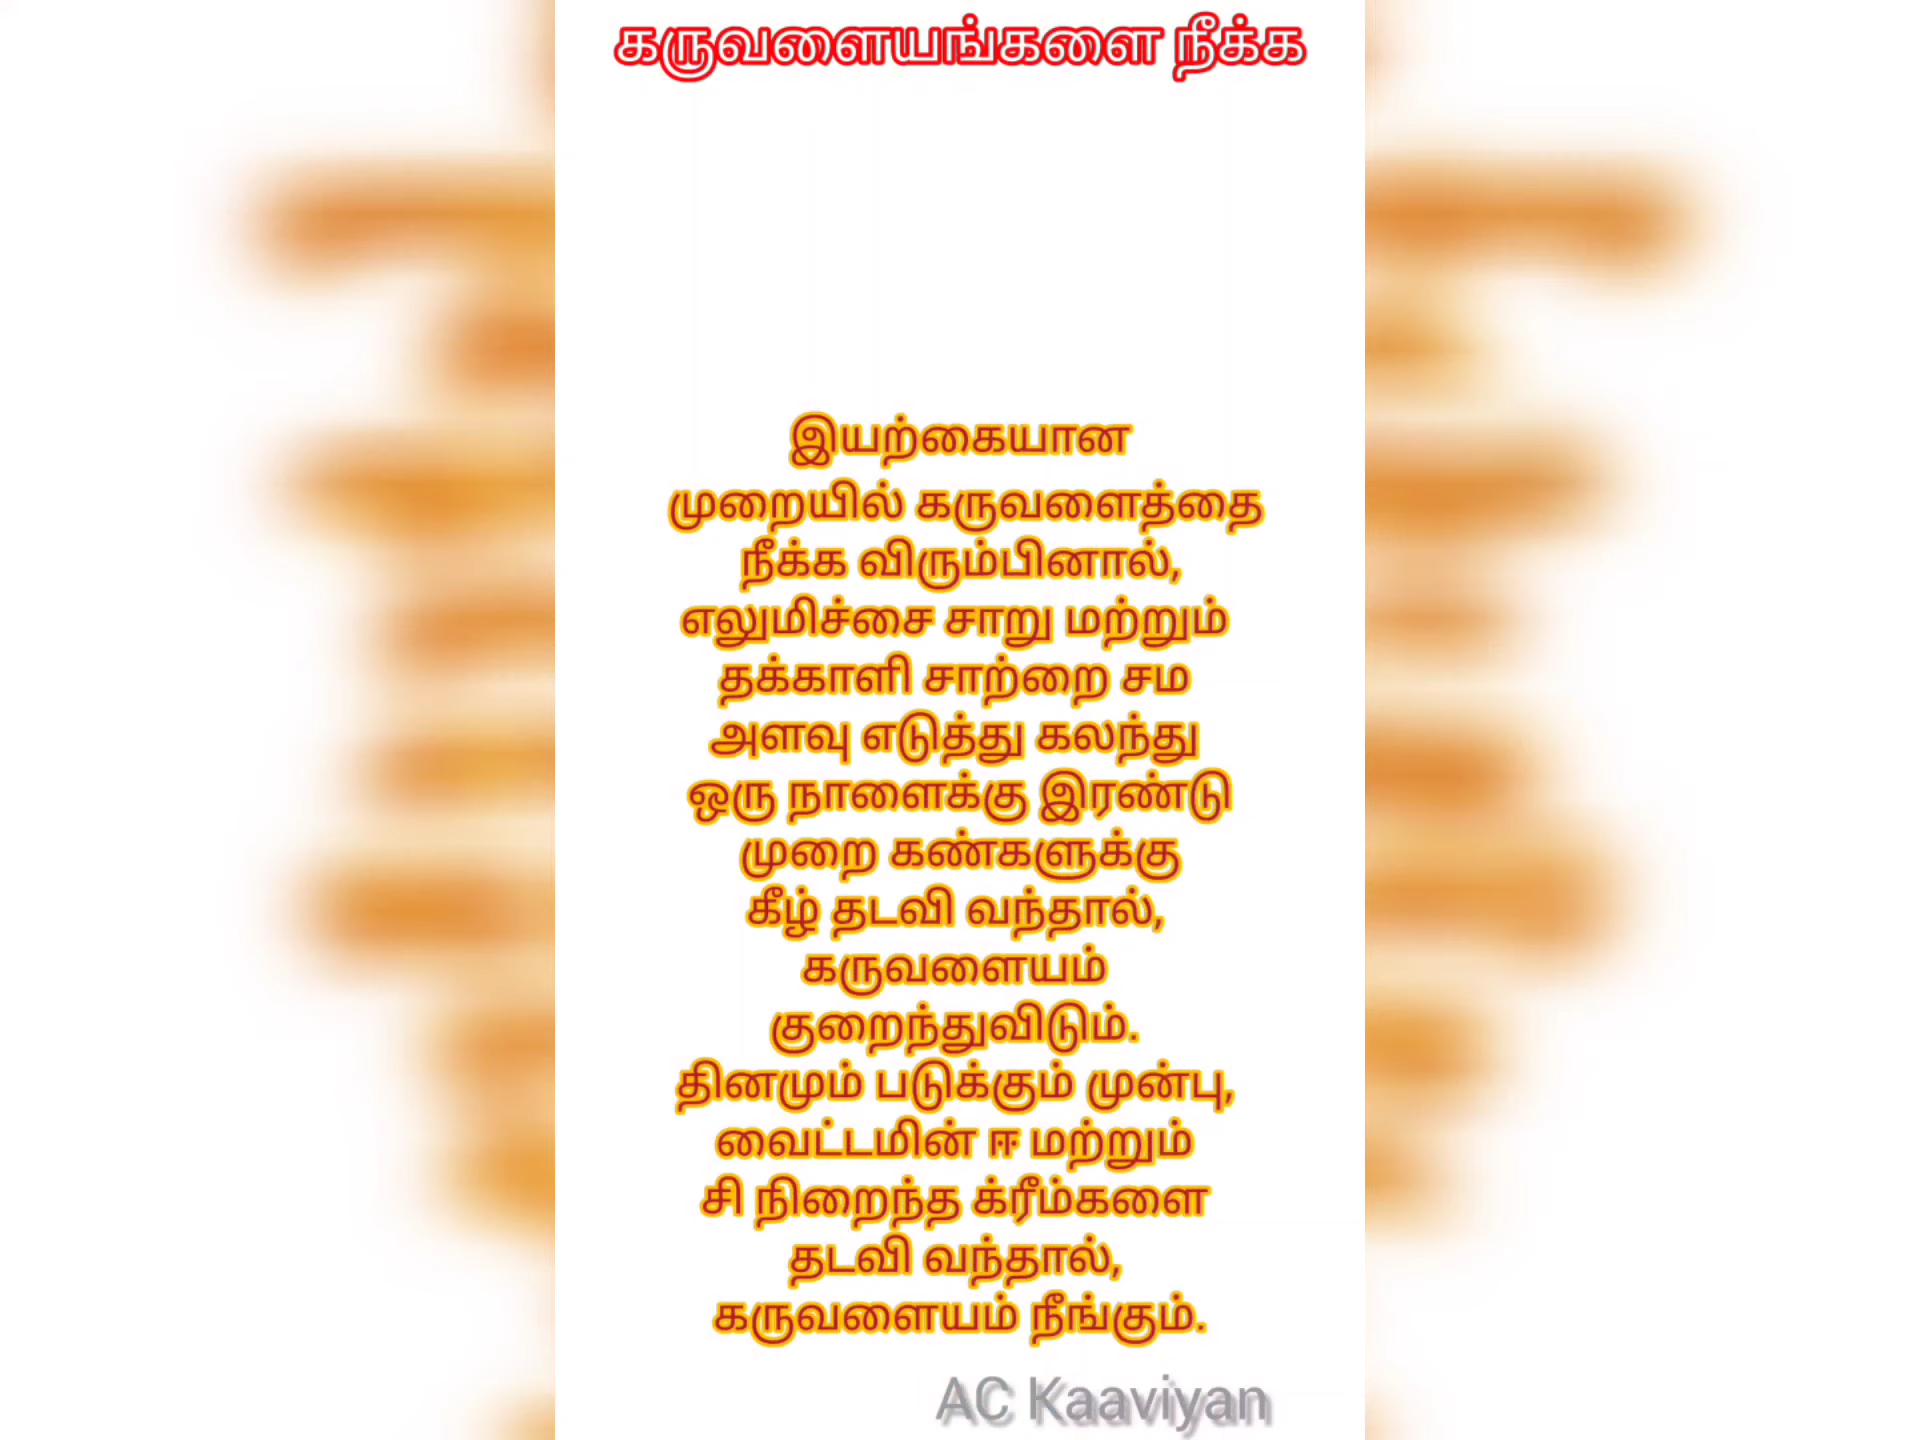 கருவளையங்களை நீக்க
இயற்கையான
முறையில் கருவளைத்தை
நீக்க விரும்பினால்,
எலுமிச்சை சாறு மற்றும்
தக்காளி சாற்றை சம
அளவு எடுத்து கலந்து
ஒரு நாளைக்கு இரண்டு
முறை கண்களுக்கு
கீழ் தடவி வந்தால்,
கருவளையம்
குறைந்துவிடும்.
தினமும் படுக்கும் முன்பு,
வைட்டமின் ஈ மற்றும்
சி நிறைந்த க்ரீம்களை
தடவி வந்தால்,
கருவளையம் நீங்கும்.
AC Kaaviyan